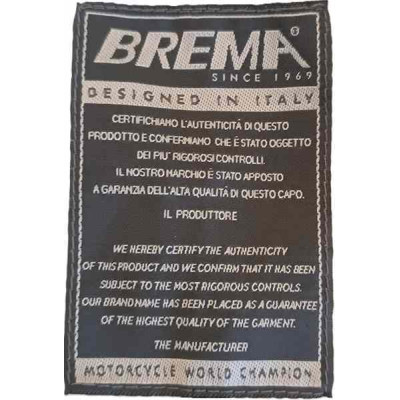 BREMA®
SINCE 1969
DESIGNED IN ITALY
CERTIFICHIAMO L'AUTENTICITÀ DI QUESTO
PRODOTTO E CONFERMIAMO CHE È STATO OGGETTO
DEI PIU' RIGOROSI CONTROLLI.
IL NOSTRO MARCHIO È STATO APPOSTO
A GARANZIA DELL'ALTA QUALITÀ DI QUESTO CAPO.
IL PRODUTTORE
WE HEREBY CERTIFY THE AUTHENTICITY
OF THIS PRODUCT AND WE CONFIRM THAT IT HAS BEEN
SUBJECT TO THE MOST RIGOROUS CONTROLS.
OUR BRAND NAME HAS BEEN PLACED AS A GUARANTEE
OF THE HIGHEST QUALITY OF THE GARMENT.
THE MANUFACTURER
MOTORCYCLE WORLD CHAMPION